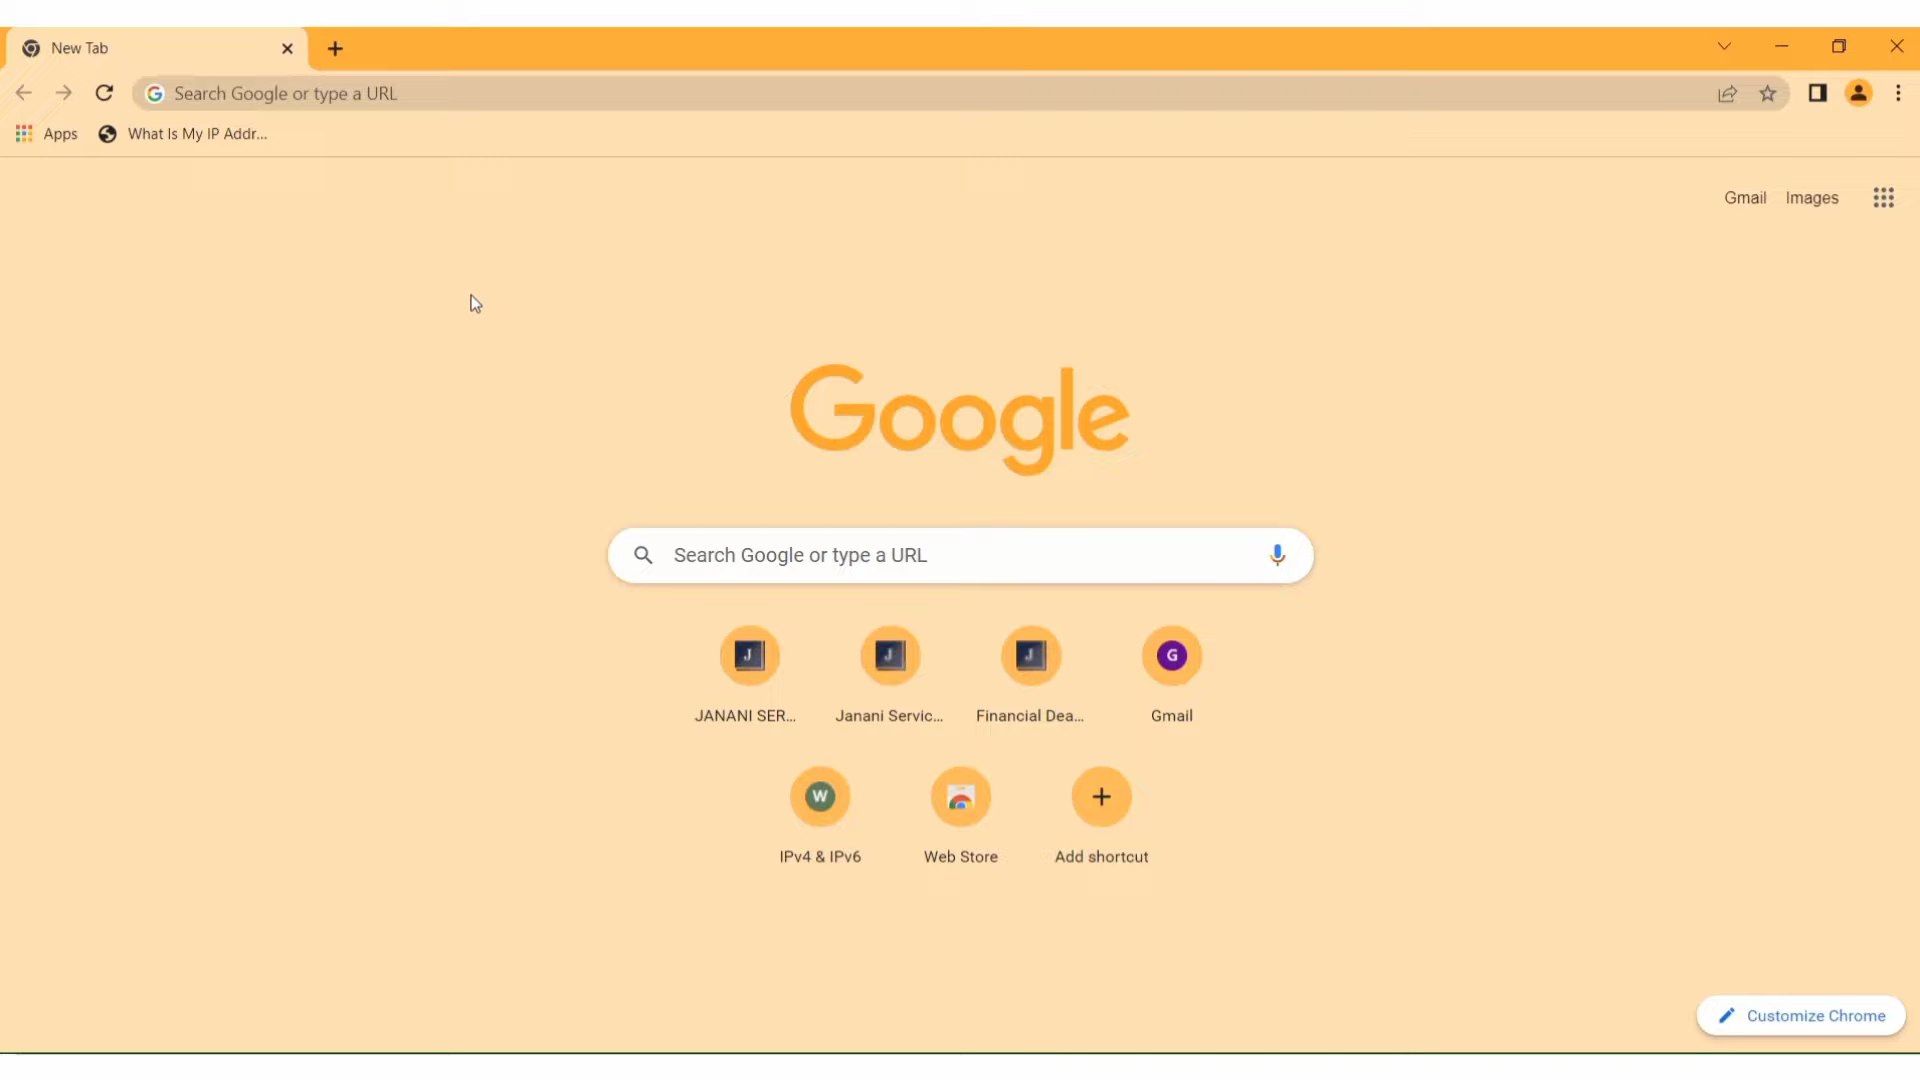 New Tab
Search Google or type a URL
Apps What Is My IP Addr...
Gmail Images
Google
Search Google or type a URL
J J J G
JANANI SER... Janani Servic... Financial Dea... Gmail
W
IPv4 & IPv6 Web Store Add shortcut
Customize Chrome